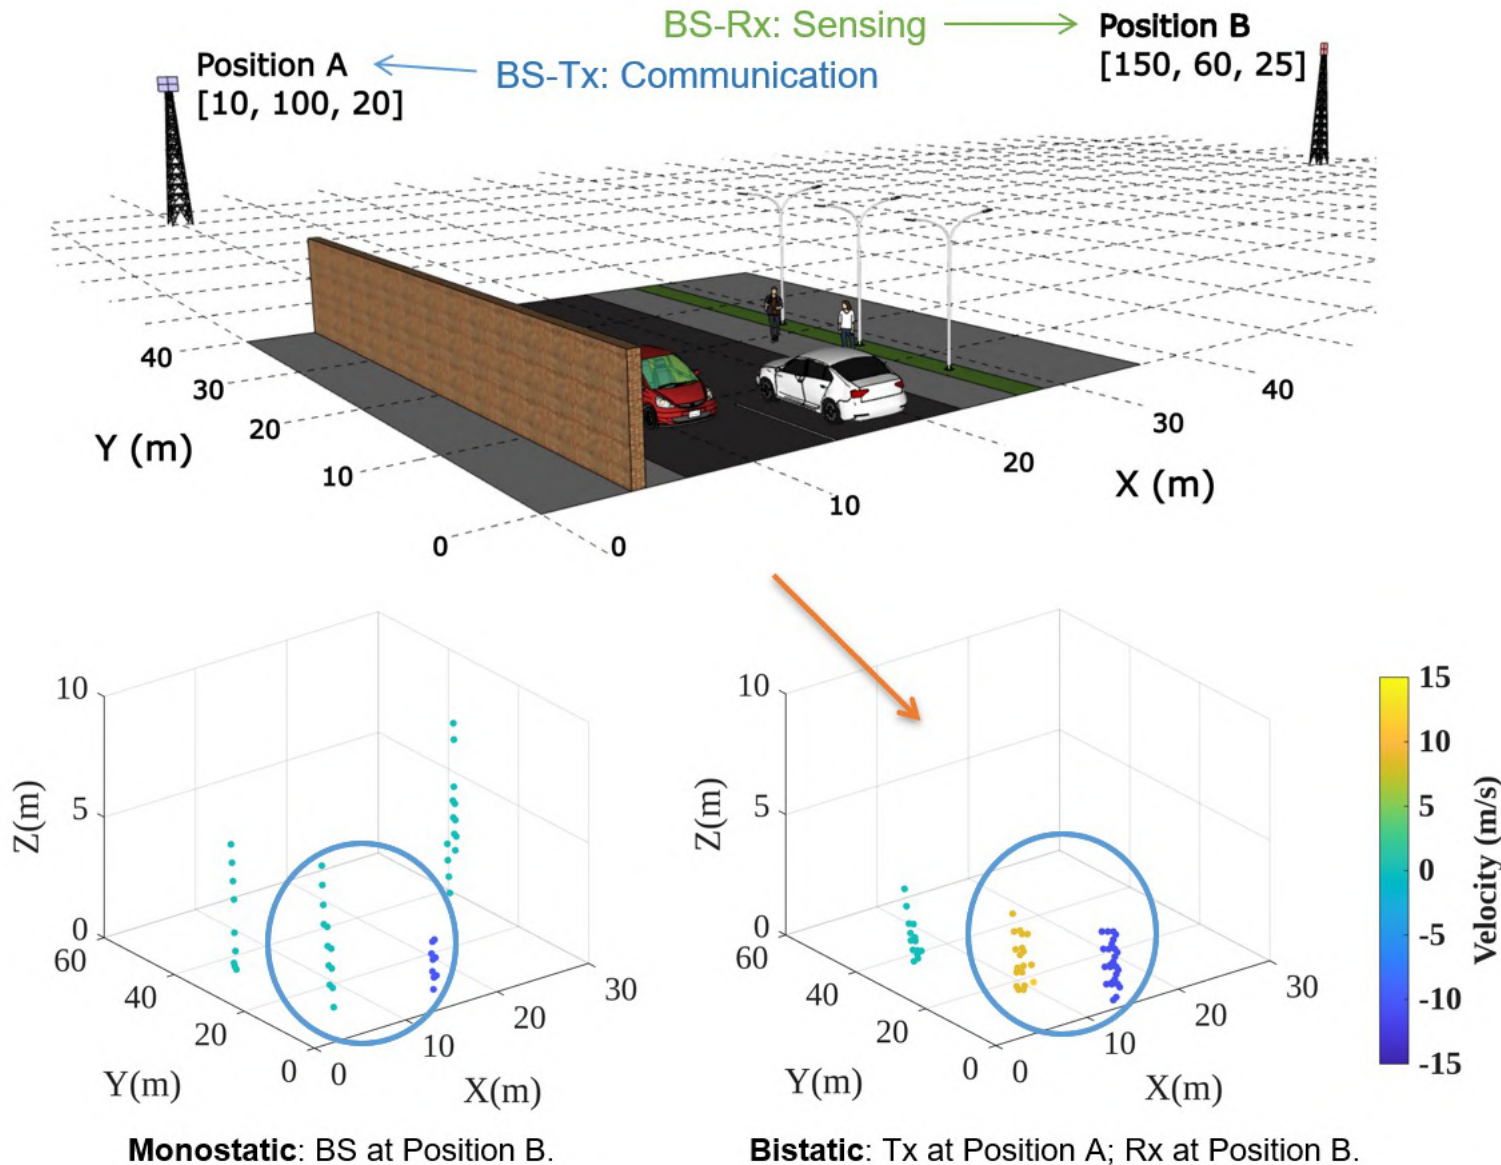 BS-Rx: Sensing
Position B
[150, 60, 25]
Position A
[10, 100, 20]
BS-Tx: Communication
40
30
20
10
0
Y (m)
0
10
20
30
40
X (m)
10
5
0
Z(m)
60
40
20
0
Y(m)
0
10
20
30
X(m)
10
5
0
Z(m)
60
40
20
0
Y(m)
0
10
20
30
X(m)
15
10
5
0
-5
-10
-15
Velocity (m/s)
Monostatic: BS at Position B.
Bistatic: Tx at Position A; Rx at Position B.